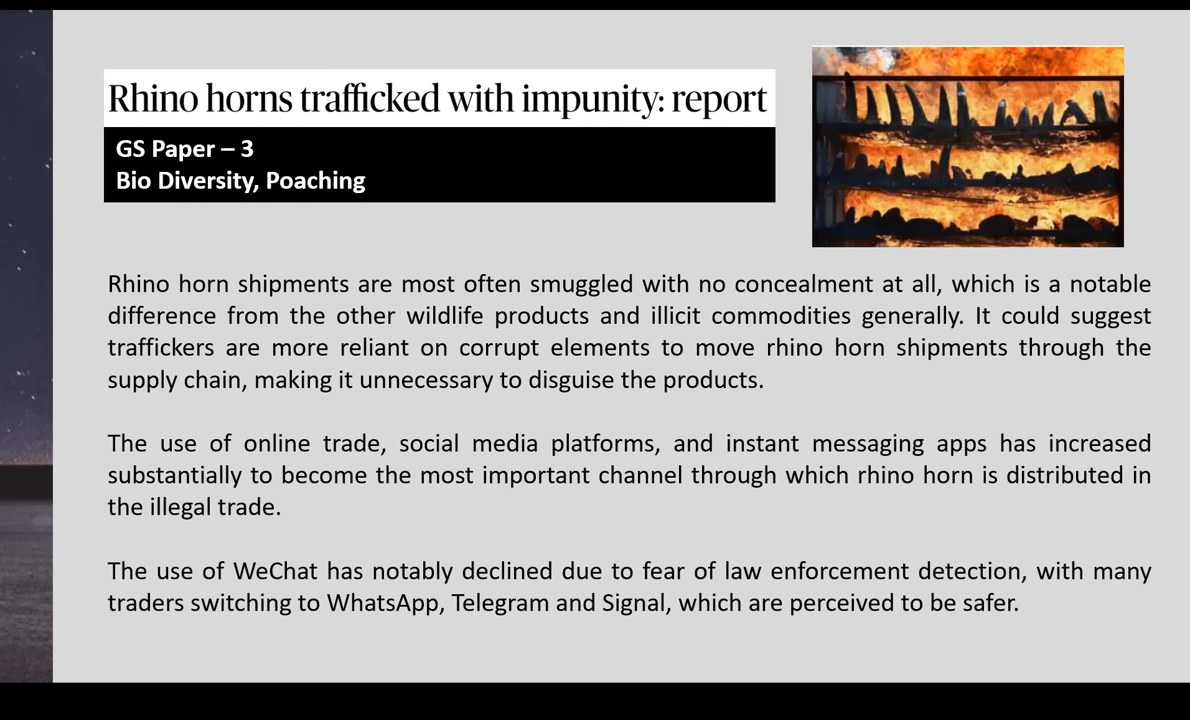 Rhino horns trafficked with impunity: report
GS Paper – 3
Bio Diversity, Poaching
Rhino horn shipments are most often smuggled with no concealment at all, which is a notable
difference from the other wildlife products and illicit commodities generally. It could suggest
traffickers are more reliant on corrupt elements to move rhino horn shipments through the
supply chain, making it unnecessary to disguise the products.
The use of online trade, social media platforms, and instant messaging apps has increased
substantially to become the most important channel through which rhino horn is distributed in
the illegal trade.
The use of WeChat has notably declined due to fear of law enforcement detection, with many
traders switching to WhatsApp, Telegram and Signal, which are perceived to be safer.